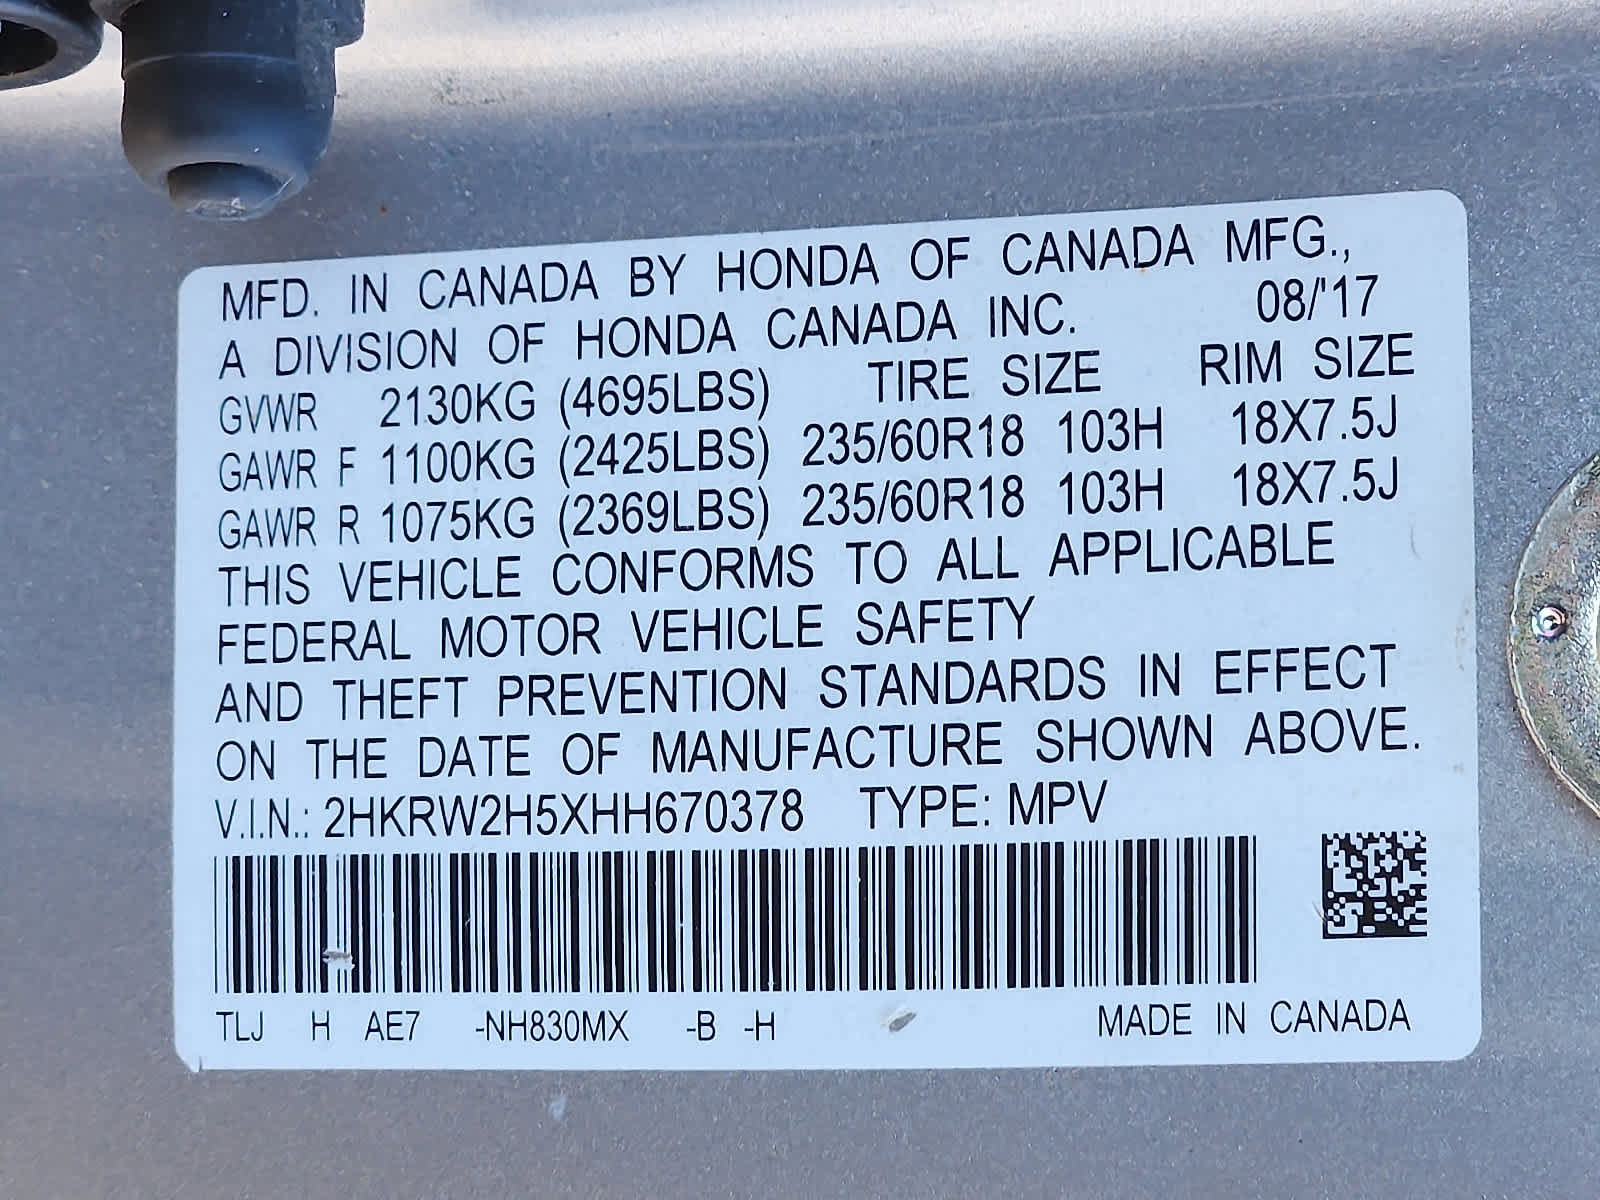 MFD. IN CANADA BY HONDA OF CANADA MFG.,
A DIVISION OF HONDA CANADA INC. 08/'17
GVWR 2130KG (4695LBS) TIRE SIZE RIM SIZE
GAWR F 1100KG (2425LBS) 235/60R18 103H 18X7.5J
GAWR R 1075KG (2369LBS) 235/60R18 103H 18X7.5J
THIS VEHICLE CONFORMS TO ALL APPLICABLE
FEDERAL MOTOR VEHICLE SAFETY
AND THEFT PREVENTION STANDARDS IN EFFECT
ON THE DATE OF MANUFACTURE SHOWN ABOVE.
V.I.N.: 2HKRW2H5XHH670378 TYPE: MPV
TLJ H AE7 -NH830MX -B -H MADE IN CANADA